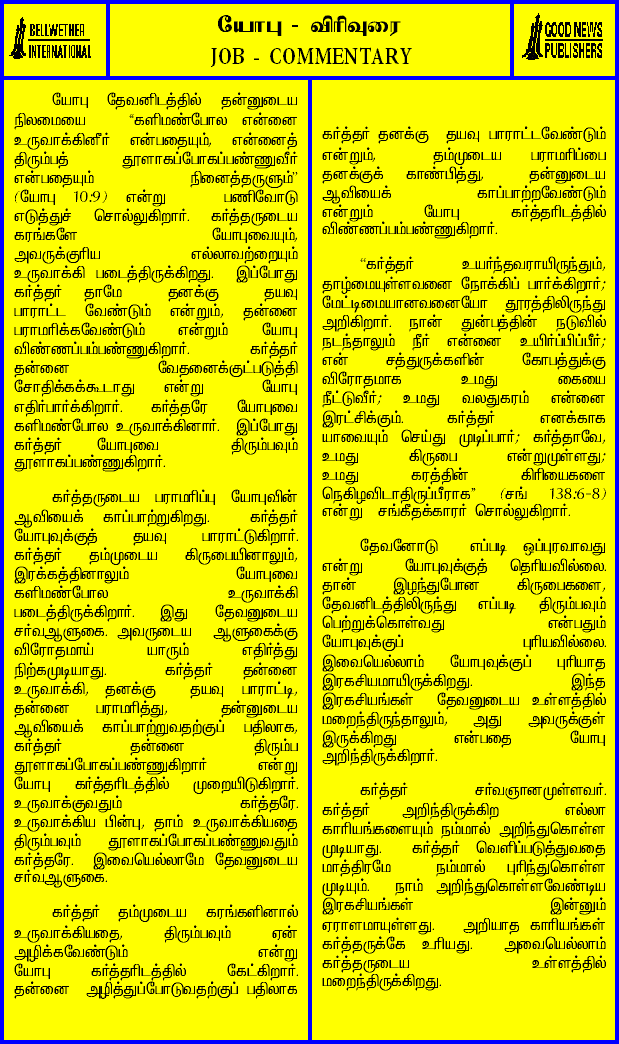 BELLWETHER
INTERNATIONAL
யோபு - விரிவுரை
JOB - COMMENTARY
GOOD NEWS
PUBLISHERS
யோபு தேவனிடத்தில் தன்னுடைய
நிலமையை "களிமண்போல என்னை
உருவாக்கினீர் என்பதையும், என்னைத்
திரும்பத் தூளாகப்போகப்பண்ணுவீர்
என்பதையும் நினைத்தருளும்"
(யோபு 10:9) என்று பணிவோடு
எடுத்துச் சொல்லுகிறார். கர்த்தருடைய
கரங்களே யோபுவையும்,
அவருக்குரிய எல்லாவற்றையும்
உருவாக்கி படைத்திருக்கிறது. இப்போது
கர்த்தர் தாமே தனக்கு தயவு
பாராட்ட வேண்டும் என்றும், தன்னை
பராமரிக்கவேண்டும் என்றும் யோபு
விண்ணப்பம்பண்ணுகிறார். கர்த்தர்
தன்னை வேதனைக்குட்படுத்தி
சோதிக்கக்கூடாது என்று யோபு
எதிர்பார்க்கிறார். கர்த்தரே யோபுவை
களிமண்போல உருவாக்கினார். இப்போது
கர்த்தர் யோபுவை திரும்பவும்
தூளாகப்பண்ணுகிறார்.
கர்த்தருடைய பராமரிப்பு யோபுவின்
ஆவியைக் காப்பாற்றுகிறது. கர்த்தர்
யோபுவுக்குத் தயவு பாராட்டுகிறார்.
கர்த்தர் தம்முடைய கிருபையினாலும்,
இரக்கத்தினாலும் யோபுவை
களிமண்போல உருவாக்கி
படைத்திருக்கிறார். இது தேவனுடைய
சர்வஆளுகை. அவருடைய ஆளுகைக்கு
விரோதமாய் யாரும் எதிர்த்து
நிற்கமுடியாது. கர்த்தர் தன்னை
உருவாக்கி, தனக்கு தயவு பாராட்டி,
தன்னை பராமரித்து, தன்னுடைய
ஆவியைக் காப்பாற்றுவதற்குப் பதிலாக,
கர்த்தர் தன்னை திரும்ப
தூளாகப்போகப்பண்ணுகிறார் என்று
யோபு கர்த்தரிடத்தில் முறையிடுகிறார்.
உருவாக்குவதும் கர்த்தரே.
உருவாக்கிய பின்பு, தாம் உருவாக்கியதை
திரும்பவும் தூளாகப்போகப்பண்ணுவதும்
கர்த்தரே. இவையெல்லாமே தேவனுடைய
சர்வஆளுகை.
கர்த்தர் தம்முடைய கரங்களினால்
உருவாக்கியதை, திரும்பவும் ஏன்
அழிக்கவேண்டும் என்று
யோபு கர்த்தரிடத்தில் கேட்கிறார்.
தன்னை அழித்துப்போடுவதற்குப் பதிலாக
கர்த்தர் தனக்கு தயவு பாராட்டவேண்டும்
என்றும், தம்முடைய பராமரிப்பை
தனக்குக் காண்பித்து, தன்னுடைய
ஆவியைக் காப்பாற்றவேண்டும்
என்றும் யோபு கர்த்தரிடத்தில்
விண்ணப்பம்பண்ணுகிறார்.
"கர்த்தர் உயர்ந்தவராயிருந்தும்,
தாழ்மையுள்ளவனை நோக்கிப் பார்க்கிறார்;
மேட்டிமையானவனையோ தூரத்திலிருந்து
அறிகிறார். நான் துன்பத்தின் நடுவில்
நடந்தாலும் நீர் என்னை உயிர்ப்பிப்பீர்;
என் சத்துருக்களின் கோபத்துக்கு
விரோதமாக உமது கையை
நீட்டுவீர்; உமது வலதுகரம் என்னை
இரட்சிக்கும். கர்த்தர் எனக்காக
யாவையும் செய்து முடிப்பார்; கர்த்தாவே,
உமது கிருபை என்றுமுள்ளது;
உமது கரத்தின் கிரியைகளை
நெகிழவிடாதிருப்பீராக" (சங் 138:6-8)
என்று சங்கீதக்காரர் சொல்லுகிறார்.
தேவனோடு எப்படி ஒப்புரவாவது
என்று யோபுவுக்குத் தெரியவில்லை.
தான் இழந்துபோன கிருபைகளை,
தேவனிடத்திலிருந்து எப்படி திரும்பவும்
பெற்றுக்கொள்வது என்பதும்
யோபுவுக்குப் புரியவில்லை.
இவையெல்லாம் யோபுவுக்குப் புரியாத
இரகசியமாயிருக்கிறது. இந்த
இரகசியங்கள் தேவனுடைய உள்ளத்தில்
மறைந்திருந்தாலும், அது அவருக்குள்
இருக்கிறது என்பதை யோபு
அறிந்திருக்கிறார்.
கர்த்தர் சர்வஞானமுள்ளவர்.
கர்த்தர் அறிந்திருக்கிற எல்லா
காரியங்களையும் நம்மால் அறிந்துகொள்ள
முடியாது. கர்த்தர் வெளிப்படுத்துவதை
மாத்திரமே நம்மால் புரிந்துகொள்ள
முடியும். நாம் அறிந்துகொள்ளவேண்டிய
இரகசியங்கள் இன்னும்
ஏராளமாயுள்ளது. அறியாத காரியங்கள்
கர்த்தருக்கே உரியது. அவையெல்லாம்
கர்த்தருடைய உள்ளத்தில்
மறைந்திருக்கிறது.